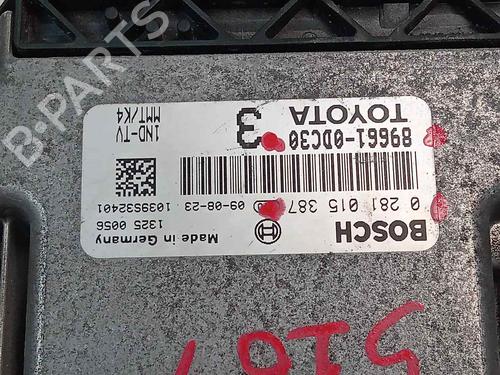 BOSCH
Made in Germany
0 281 015 387
09-08-23
1325 0056
1039S32401
89661-0DC30
TOYOTA
3
1ND-TV
MMT/K4
B-PARTS